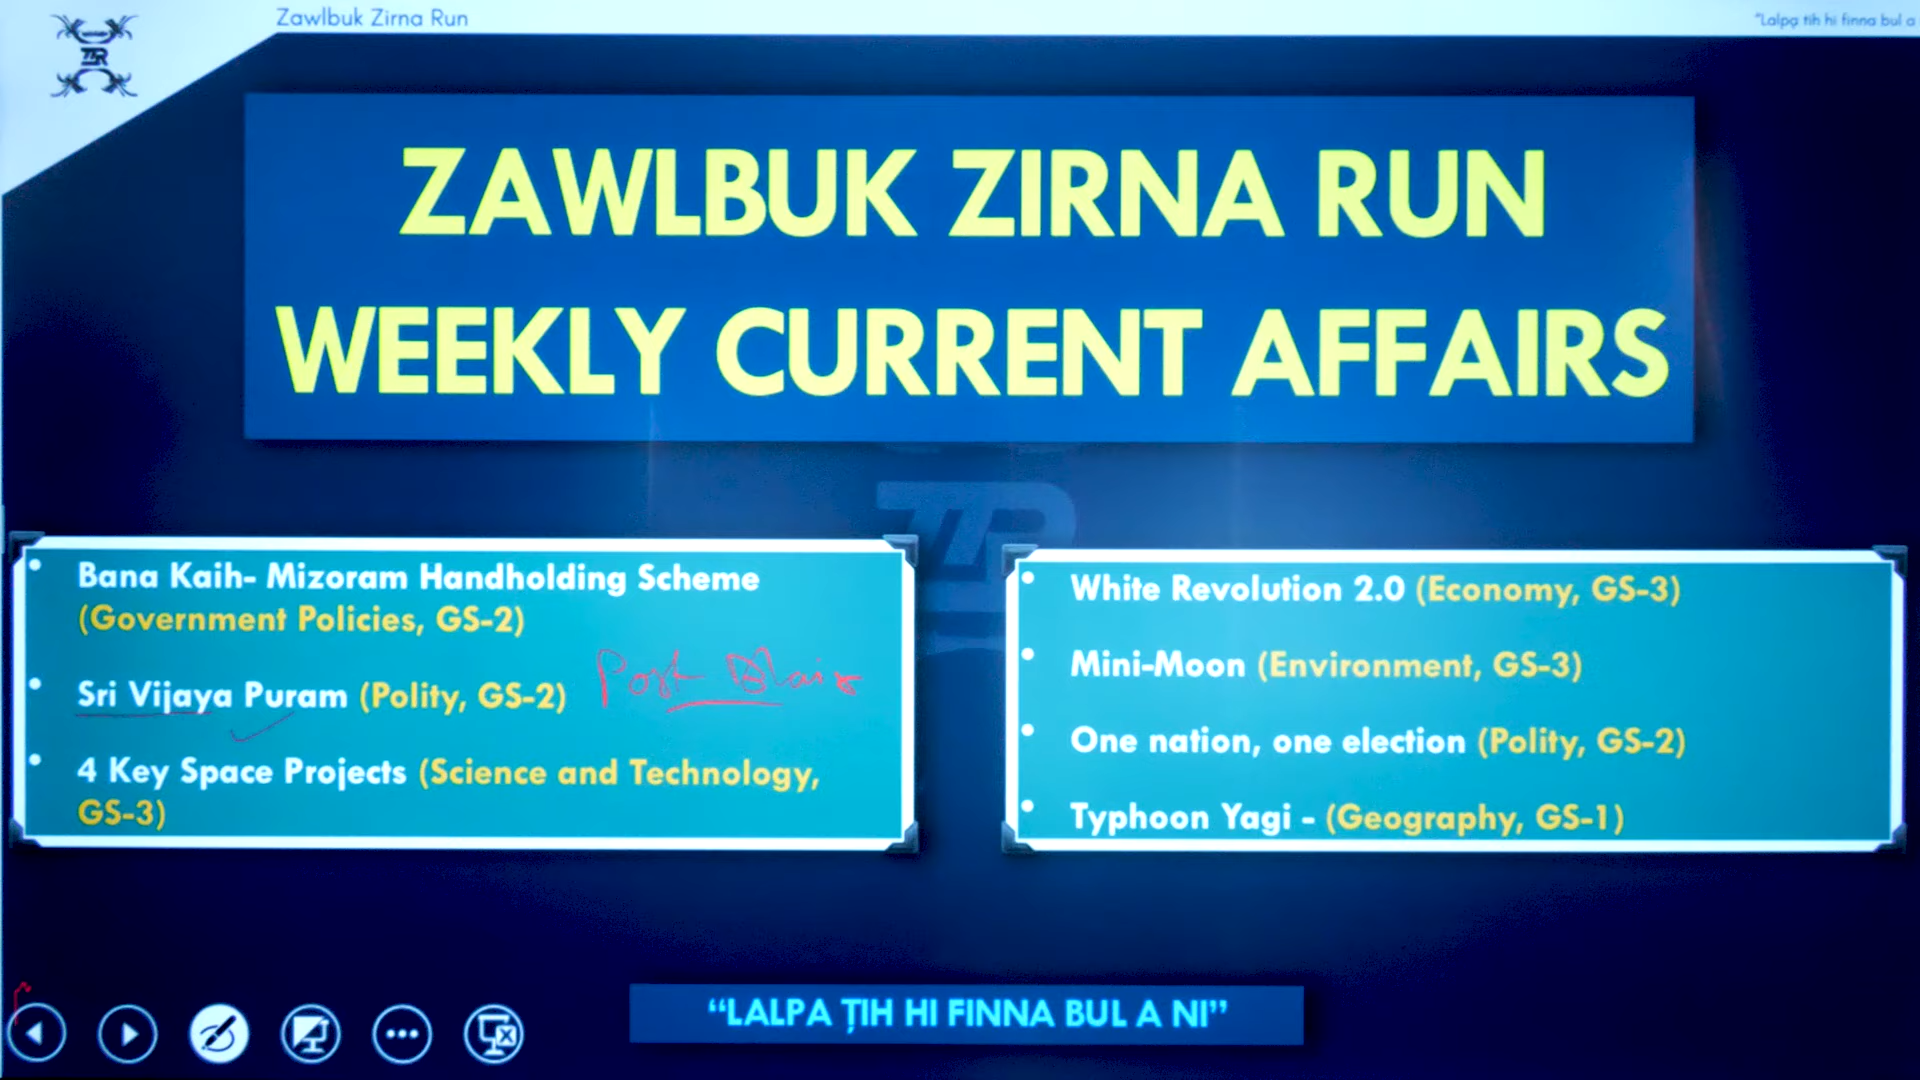 Zawlbuk Zirna Run
"Lalpa ṭih hi finna bul a
ZAWLBUK ZIRNA RUN
WEEKLY CURRENT AFFAIRS
Bana Kaih- Mizoram Handholding Scheme
(Government Policies, GS-2)
Sri Vijaya Puram (Polity, GS-2)
Port Blair
4 Key Space Projects (Science and Technology,
GS-3)
White Revolution 2.0 (Economy, GS-3)
Mini-Moon (Environment, GS-3)
One nation, one election (Polity, GS-2)
Typhoon Yagi - (Geography, GS-1)
“LALPA ṬIH HI FINNA BUL A NI”